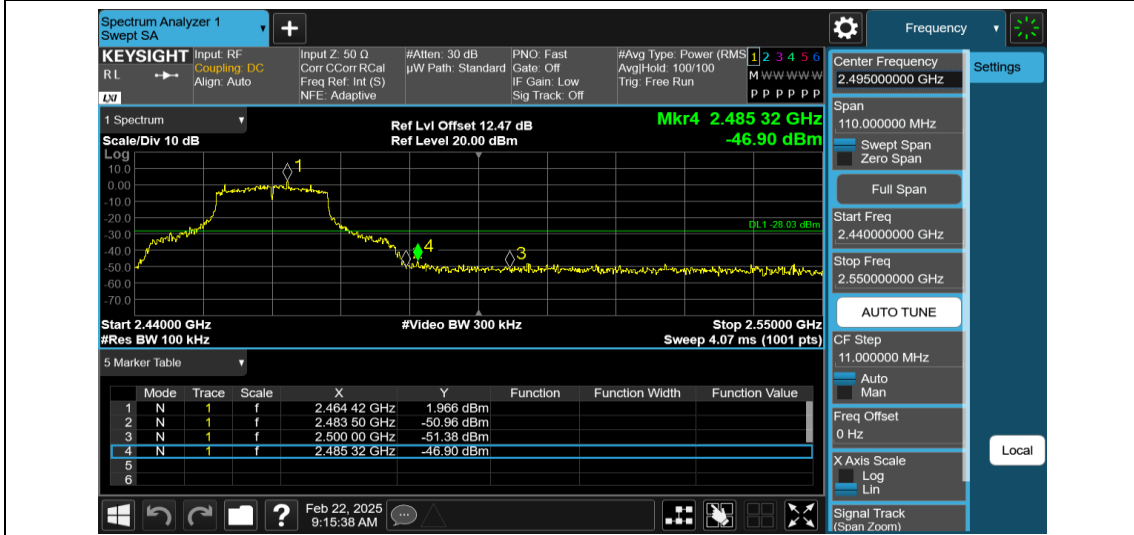 Spectrum Analyzer 1
Swept SA
Frequency
KEYSIGHT
R L
LXI
Input: RF
Coupling: DC
Align: Auto
Input Z: 50 Ω
Corr CCorr RCal
Freq Ref: Int (S)
NFE: Adaptive
#Atten: 30 dB
µW Path: Standard
PNO: Fast
Gate: Off
IF Gain: Low
Sig Track: Off
#Avg Type: Power (RMS
Avg|Hold: 100/100
Trig: Free Run
1 2 3 4 5 6
M W W W W W
P P P P P P
1 Spectrum
Scale/Div 10 dB
Ref Lvl Offset 12.47 dB
Ref Level 20.00 dBm
Mkr4 2.485 32 GHz
-46.90 dBm
Log
10.0
0.00
-10.0
-20.0
-30.0
-40.0
-50.0
-60.0
-70.0
1
4
3
DL1 -28.03 dBm
Start 2.44000 GHz
#Video BW 300 kHz
Stop 2.55000 GHz
#Res BW 100 kHz
Sweep 4.07 ms (1001 pts)
5 Marker Table
Mode Trace Scale X Y Function Function Width Function Value
1 N 1 f 2.464 42 GHz 1.966 dBm
2 N 1 f 2.483 50 GHz -50.96 dBm
3 N 1 f 2.500 00 GHz -51.38 dBm
4 N 1 f 2.485 32 GHz -46.90 dBm
5
6
Feb 22, 2025
9:15:38 AM
Center Frequency
2.495000000 GHz
Span
110.000000 MHz
Swept Span
Zero Span
Full Span
Start Freq
2.440000000 GHz
Stop Freq
2.550000000 GHz
AUTO TUNE
CF Step
11.000000 MHz
Auto
Man
Freq Offset
0 Hz
X Axis Scale
Log
Lin
Signal Track
(Span Zoom)
Settings
Local